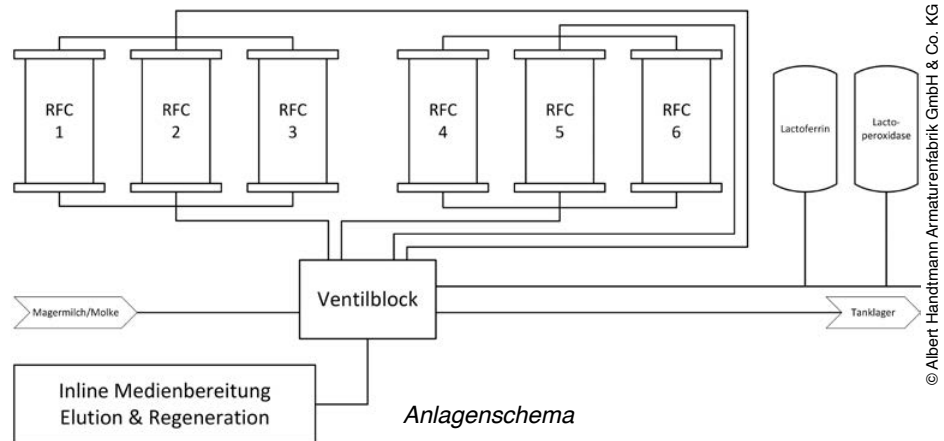 RFC
1
RFC
2
RFC
3
RFC
4
RFC
5
RFC
6
Lactoferrin
Lacto-
peroxidase
Ventilblock
Magermilch/Molke
Tanklager
Inline Medienbereitung
Elution & Regeneration
Anlagenschema
© Albert Handtmann Armaturenfabrik GmbH & Co. KG